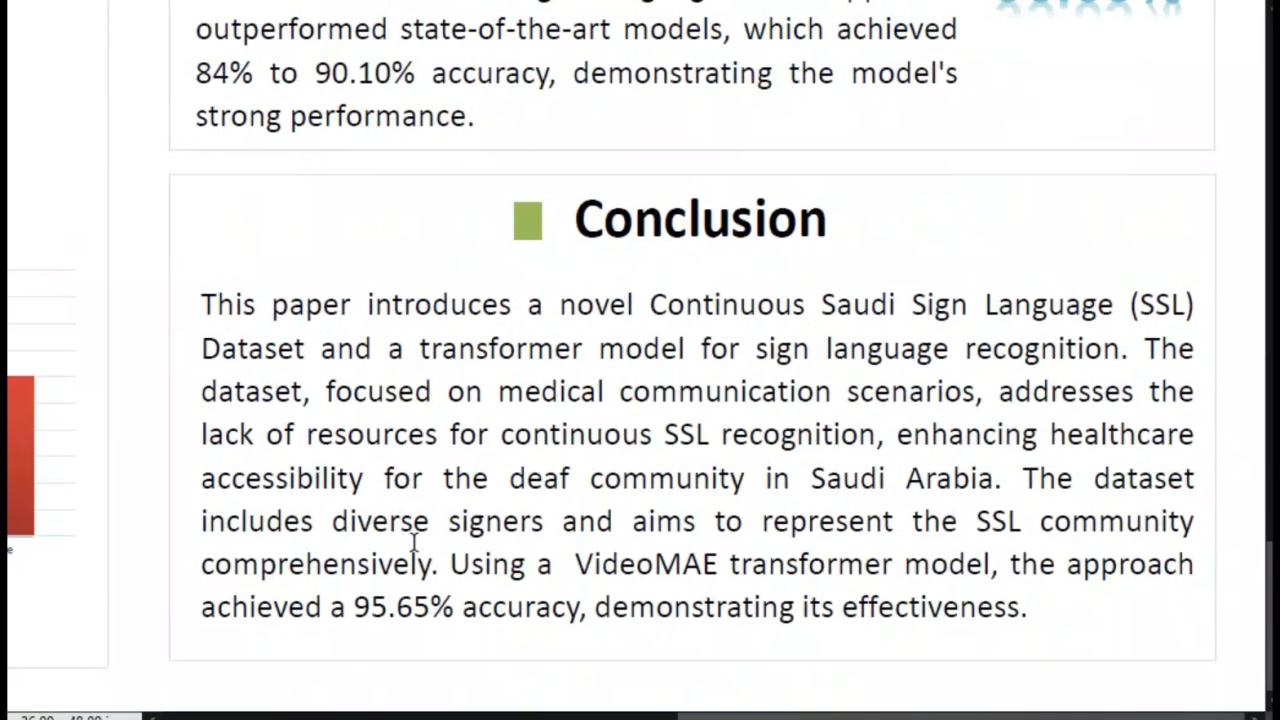 outperformed state-of-the-art models, which achieved
84% to 90.10% accuracy, demonstrating the model's
strong performance.
Conclusion
This paper introduces a novel Continuous Saudi Sign Language (SSL)
Dataset and a transformer model for sign language recognition. The
dataset, focused on medical communication scenarios, addresses the
lack of resources for continuous SSL recognition, enhancing healthcare
accessibility for the deaf community in Saudi Arabia. The dataset
includes diverse signers and aims to represent the SSL community
comprehensively. Using a VideoMAE transformer model, the approach
achieved a 95.65% accuracy, demonstrating its effectiveness.